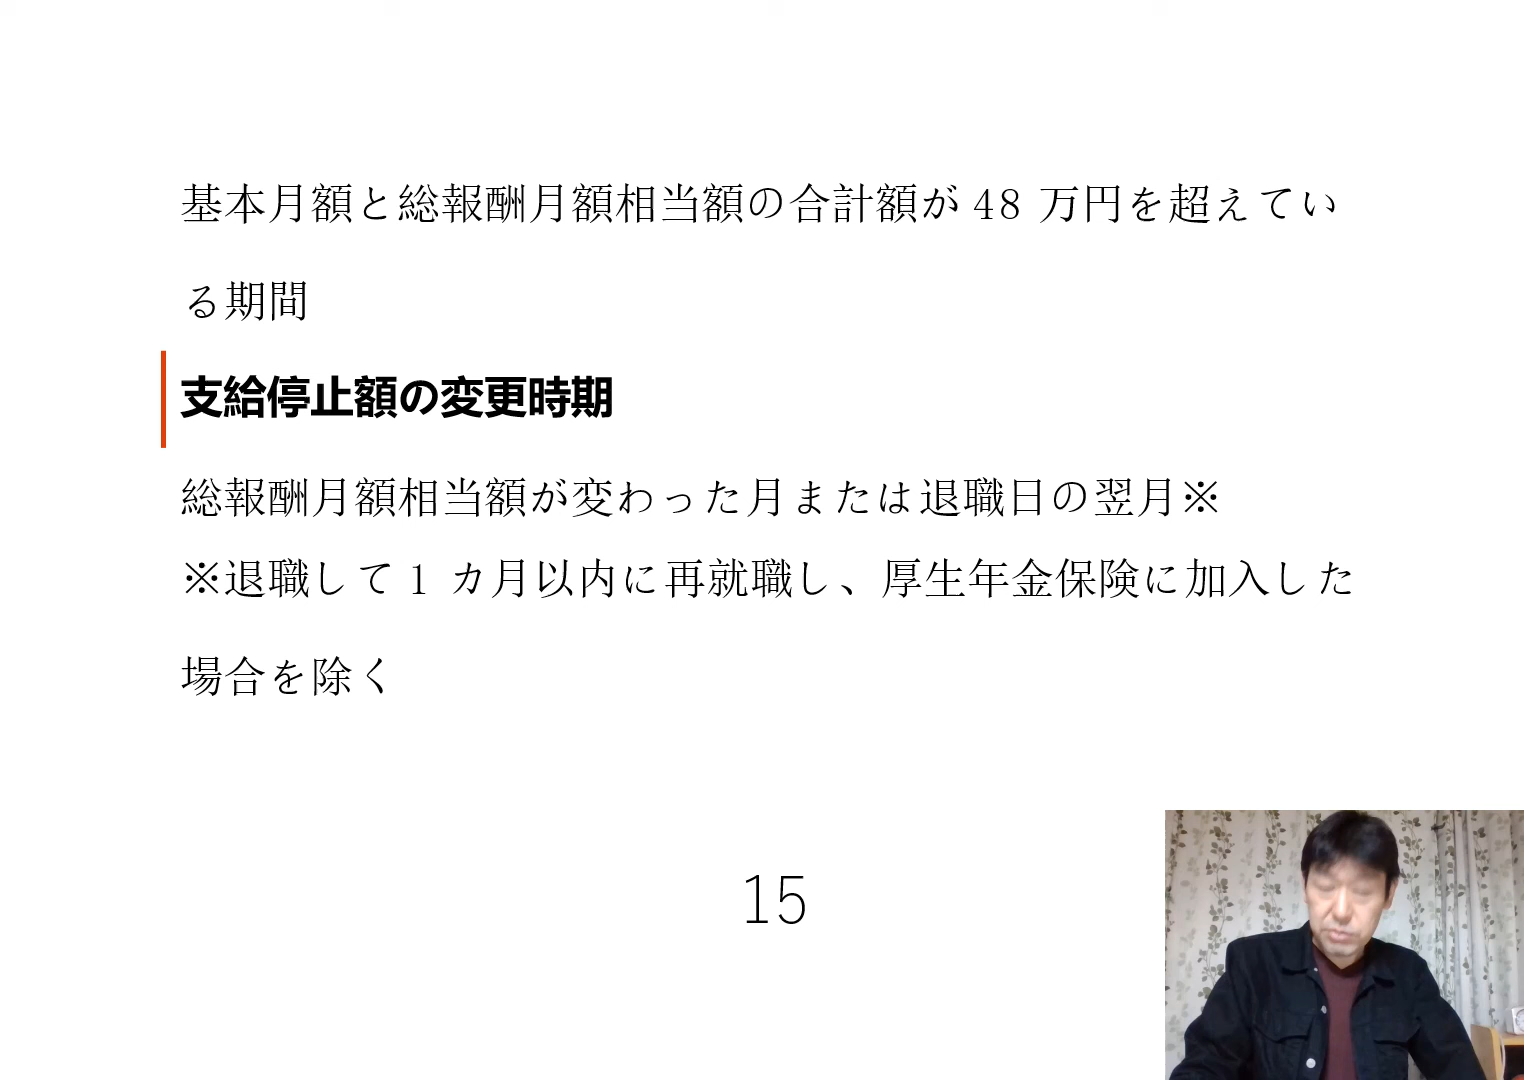 基本月額と総報酬月額相当額の合計額が 48 万円を超えてい
る期間
支給停止額の変更時期
総報酬月額相当額が変わった月または退職日の翌月※
※退職して 1 カ月以内に再就職し、厚生年金保険に加入した
場合を除く
15